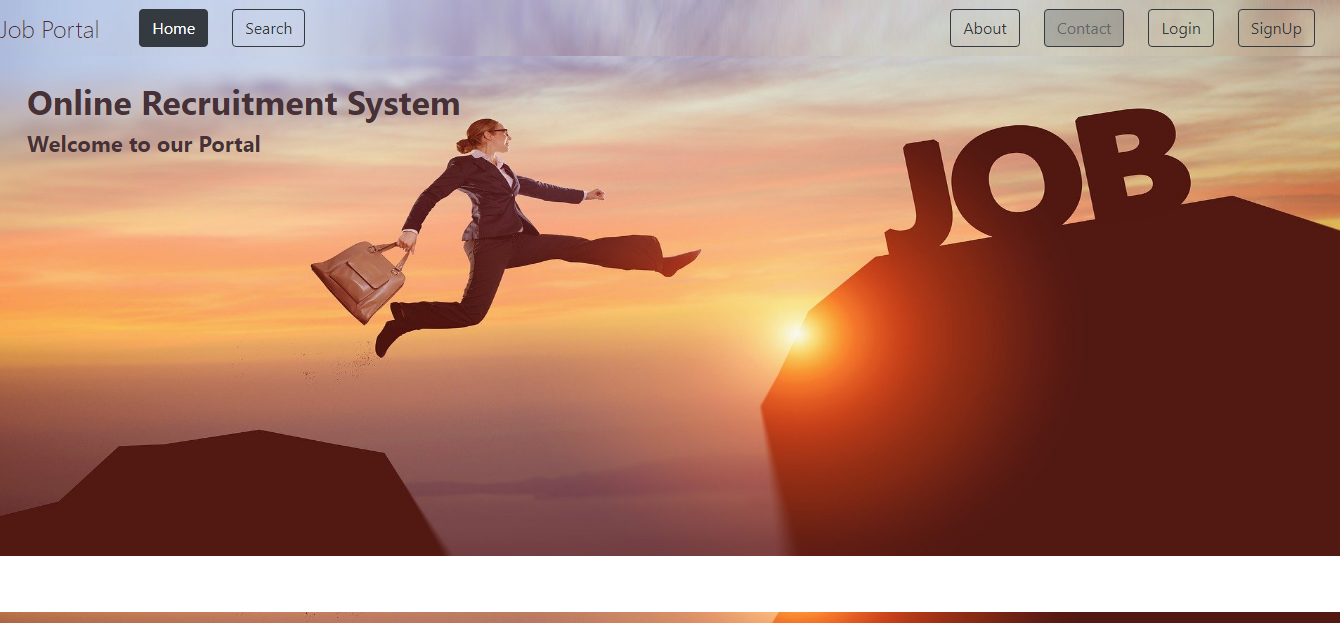 Job Portal Home Search About Contact Login SignUp
Online Recruitment System
Welcome to our Portal
JOB